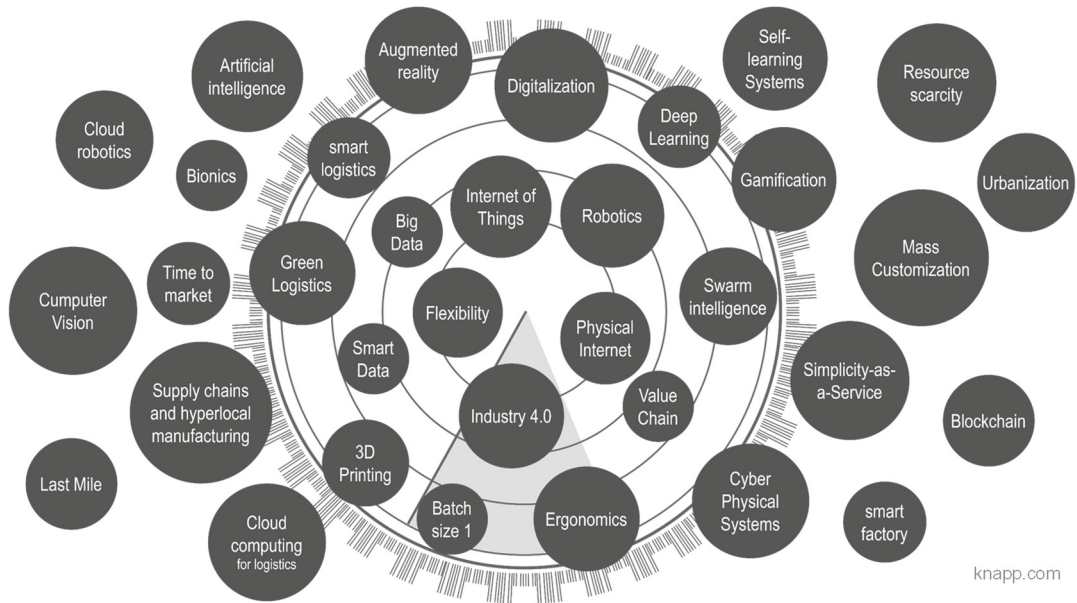 Artificial
intelligence
Augmented
reality
Digitalization
Self-
learning
Systems
Resource
scarcity
Cloud
robotics
Bionics
smart
logistics
Deep
Learning
Gamification
Urbanization
Big
Data
Internet of
Things
Robotics
Mass
Customization
Green
Logistics
Time to
market
Cumputer
Vision
Flexibility
Physical
Internet
Swarm
intelligence
Smart
Data
Simplicity-as-
a-Service
Supply chains
and hyperlocal
manufacturing
Industry 4.0
Value
Chain
Blockchain
3D
Printing
Last Mile
Cloud
computing
for logistics
Batch
size 1
Ergonomics
Cyber
Physical
Systems
smart
factory
knapp.com